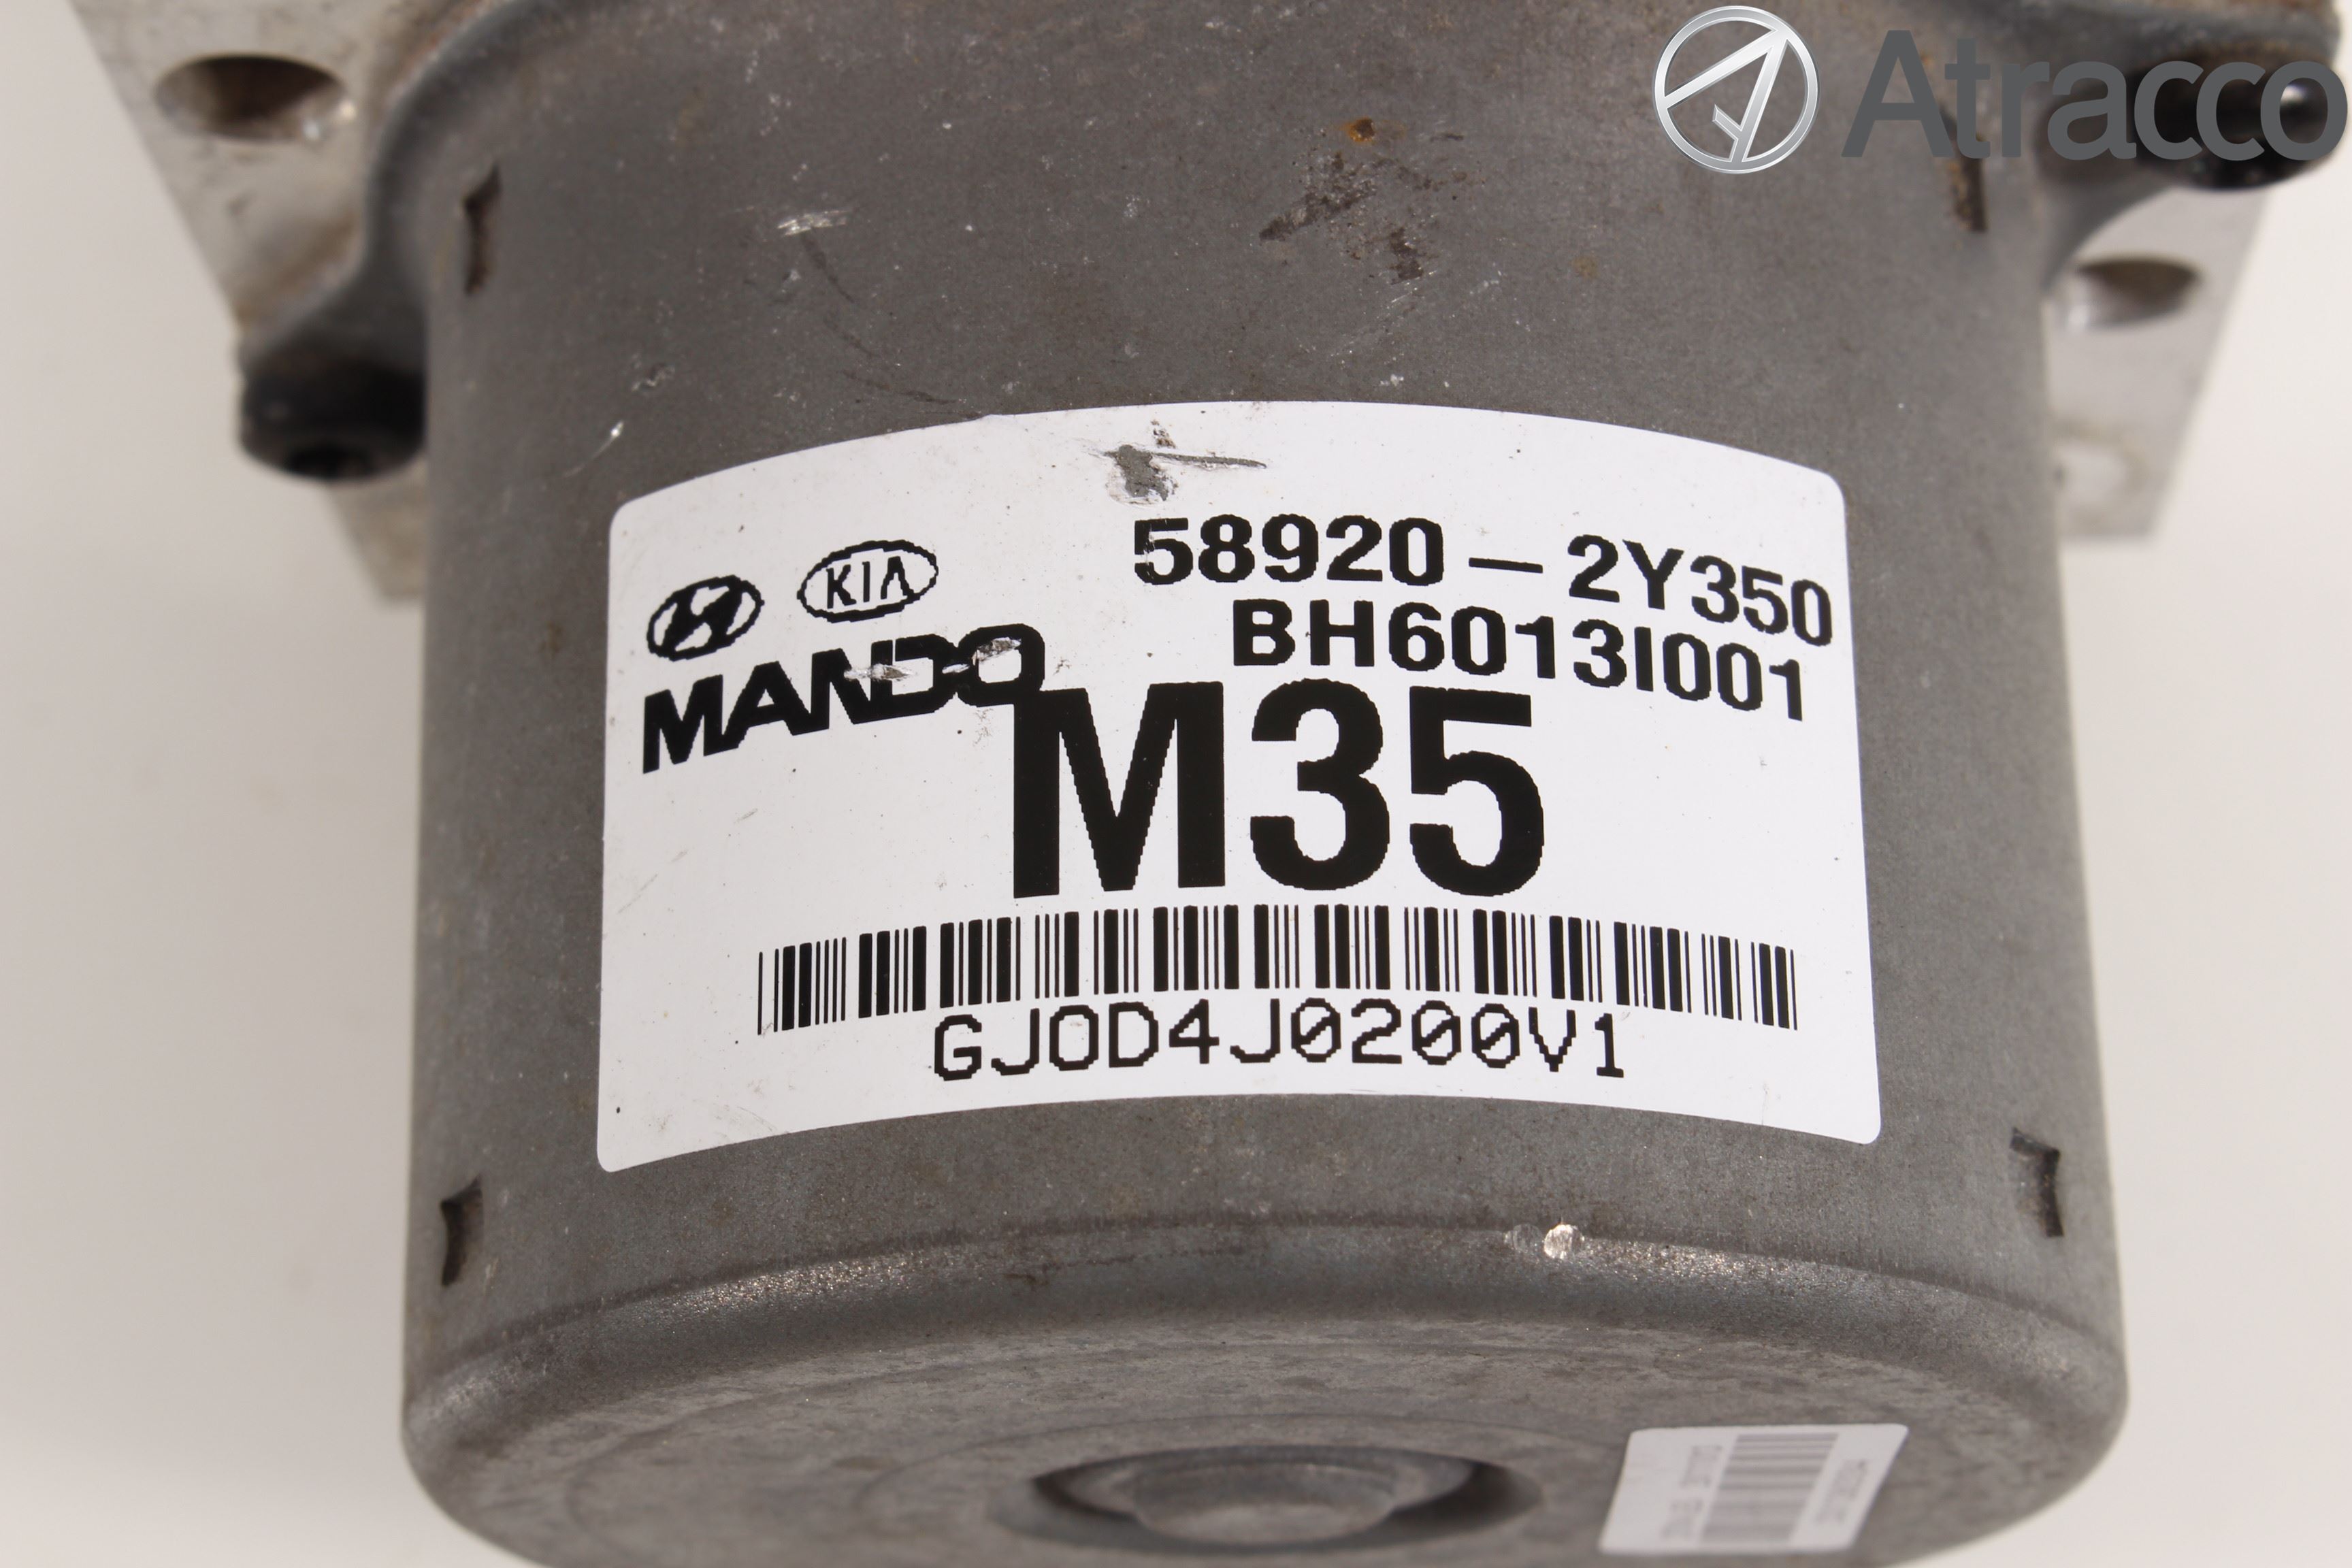 Atracco
58920-2Y350
KIA
BH6013I001
MANDO
M35
GJOD4J0200V1